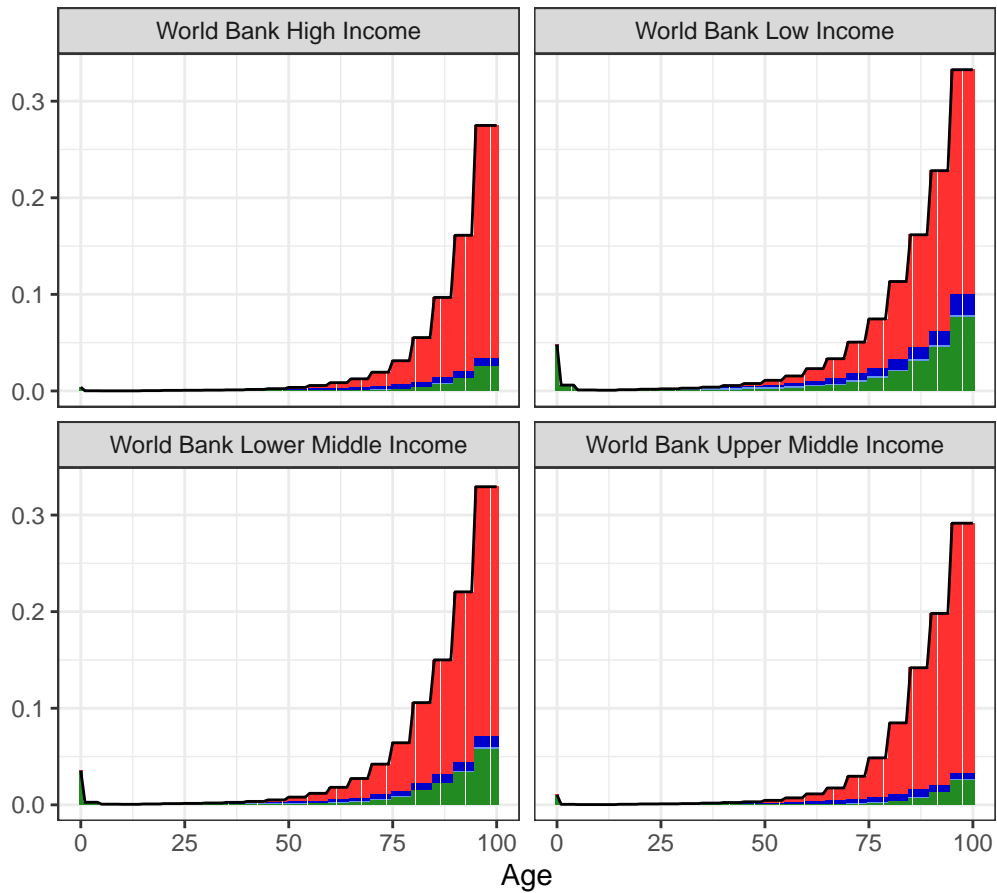 World Bank High Income
World Bank Low Income
0.3
0.2
0.1
0.0
World Bank Lower Middle Income
World Bank Upper Middle Income
0.3
0.2
0.1
0.0
0 25 50 75 100
0 25 50 75 100
Age